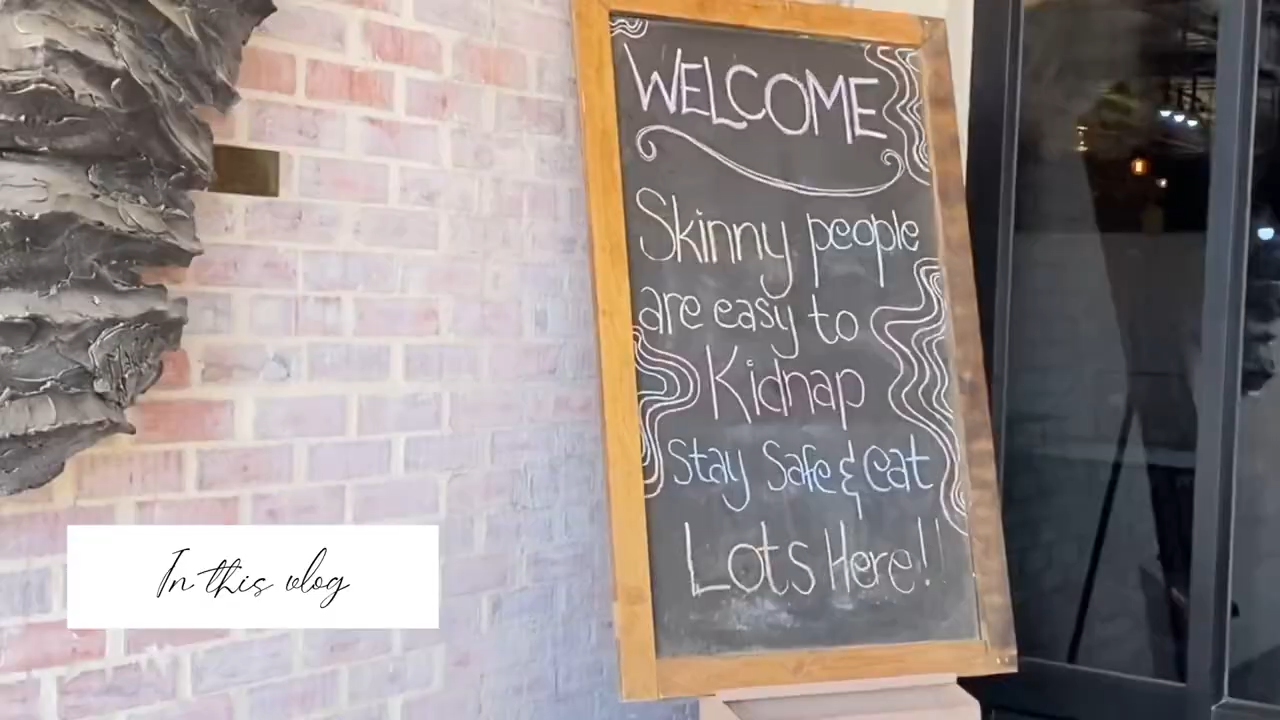 WELCOME
Skinny people
are easy to
Kidnap
Stay Safe & Eat
Lots Here!!
In this vlog